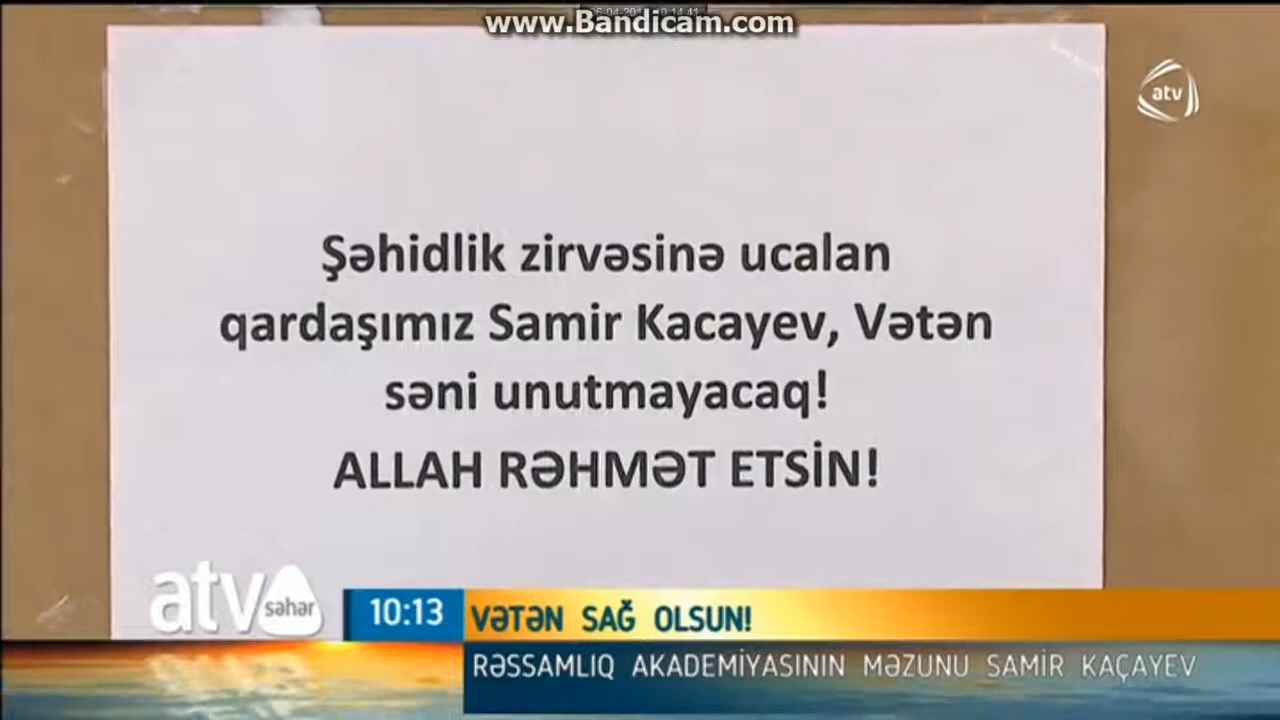 www.Bandicam.com
atv
Şəhidlik zirvəsinə ucalan
qardaşımız Samir Kacayev, Vətən
səni unutmayacaq!
ALLAH RƏHMƏT ETSİN!
atv səhər
10:13
VƏTƏN SAĞ OLSUN!
RƏSSAMLIQ AKADEMİYASININ MƏZUNU SAMİR KAÇAYEV